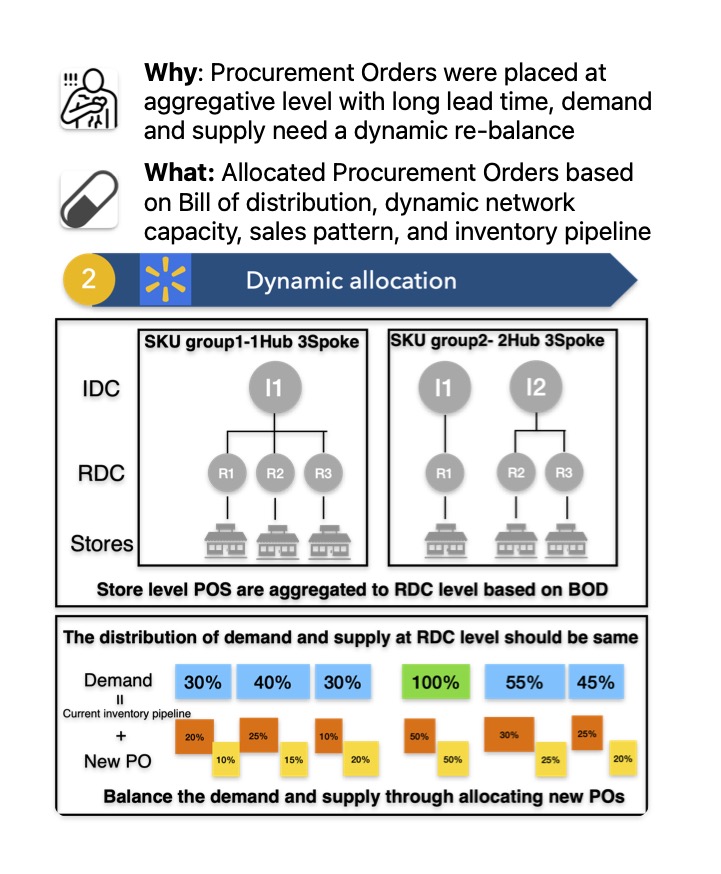 !!!
Why: Procurement Orders were placed at
aggregative level with long lead time, demand
and supply need a dynamic re-balance
What: Allocated Procurement Orders based
on Bill of distribution, dynamic network
capacity, sales pattern, and inventory pipeline
2 Dynamic allocation
SKU group1-1Hub 3Spoke SKU group2- 2Hub 3Spoke
IDC I1 I1 I2
RDC R1 R2 R3 R1 R2 R3
Stores
Store level POS are aggregated to RDC level based on BOD
The distribution of demand and supply at RDC level should be same
Demand 30% 40% 30% 100% 55% 45%
=
Current inventory pipeline
20% 25% 10% 50% 30% 25%
+
New PO 10% 15% 20% 50% 25% 20%
Balance the demand and supply through allocating new POs